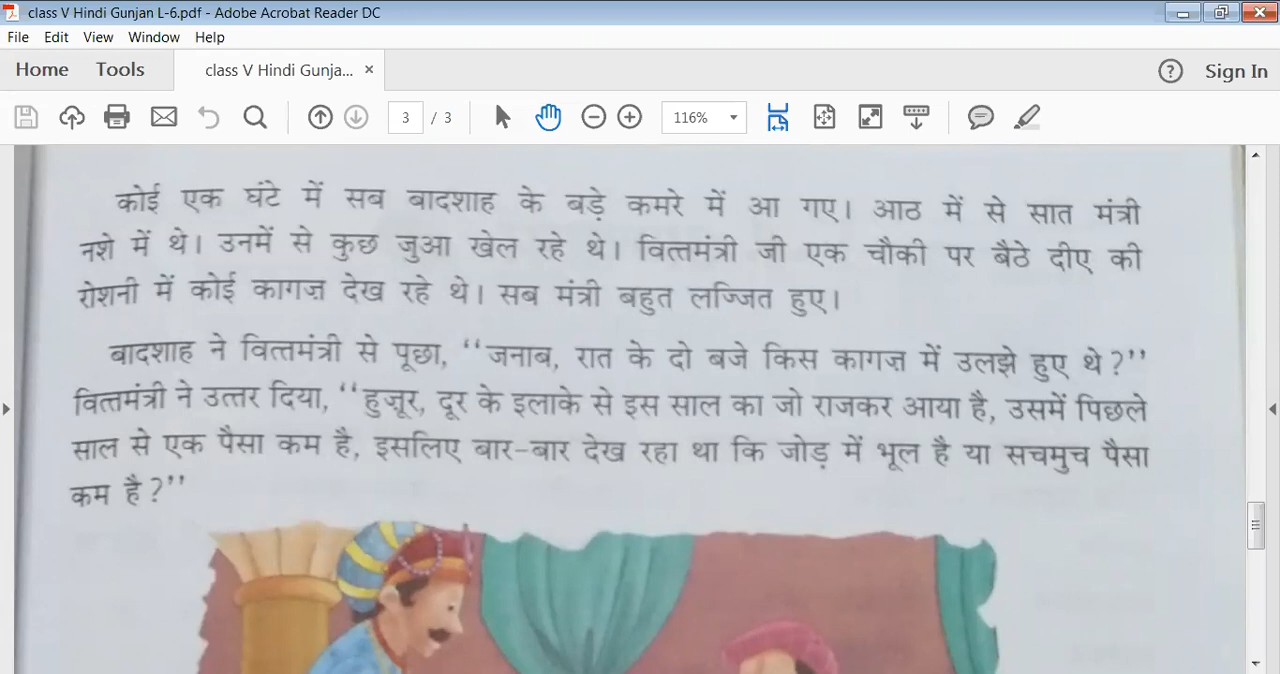 class V Hindi Gunjan L-6.pdf - Adobe Acrobat Reader DC
File Edit View Window Help
Home Tools class V Hindi Gunja... × ? Sign In
3 / 3 116%
कोई एक घंटे में सब बादशाह के बड़े कमरे में आ गए। आठ में से सात मंत्री
नशे में थे। उनमें से कुछ जुआ खेल रहे थे। वित्तमंत्री जी एक चौकी पर बैठे दीए की
रोशनी में कोई कागज़ देख रहे थे। सब मंत्री बहुत लज्जित हुए।
बादशाह ने वित्तमंत्री से पूछा, ‘‘जनाब, रात के दो बजे किस कागज़ में उलझे हुए थे?’’
वित्तमंत्री ने उत्तर दिया, ‘‘हुज़ूर, दूर के इलाके से इस साल का जो राजकर आया है, उसमें पिछले
साल से एक पैसा कम है, इसलिए बार-बार देख रहा था कि जोड़ में भूल है या सचमुच पैसा
कम है?’’